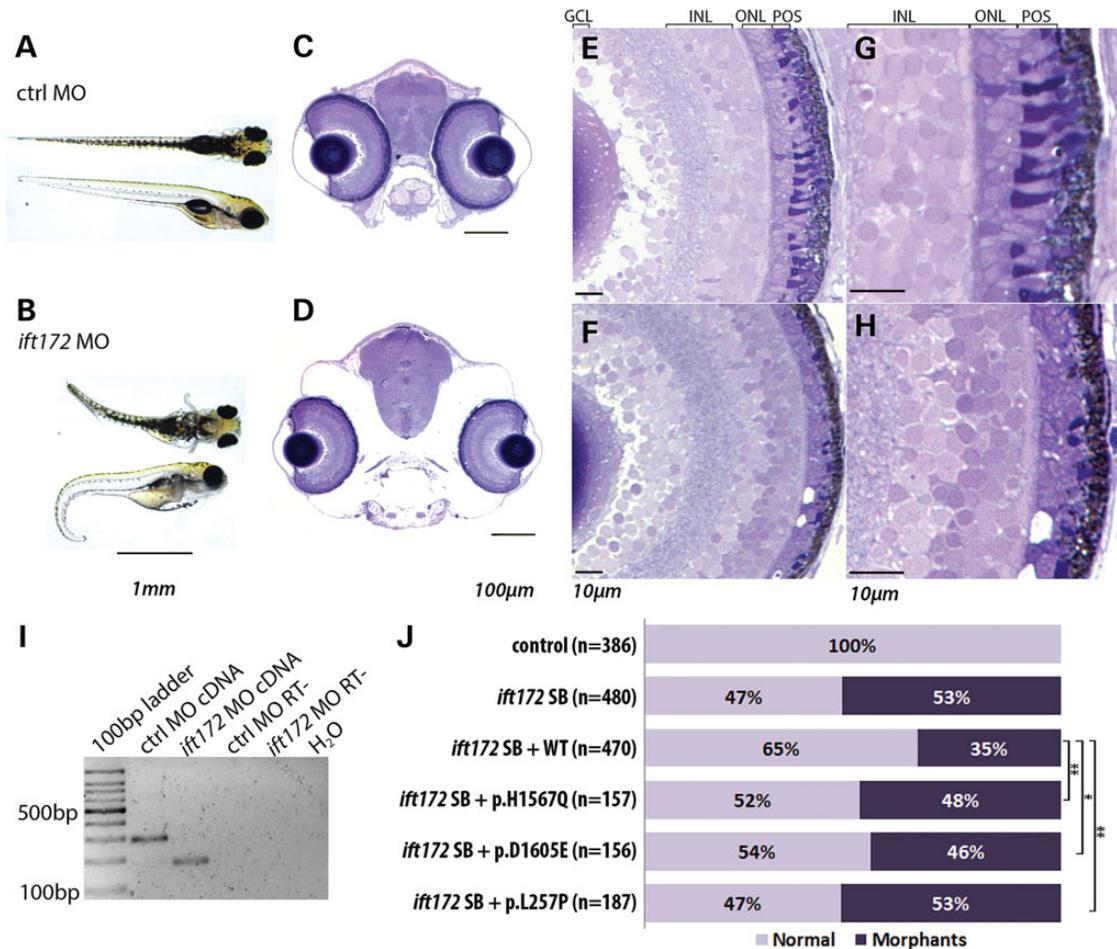 GCL INL ONL POS INL ONL POS
A
ctrl MO
C
E
G
B
ift172 MO
D
F
H
1mm
100µm
10µm
10µm
I
100bp ladder
ctrl MO cDNA
ift172 MO cDNA
ctrl MO RT-
ift172 MO RT-
H₂O
500bp
100bp
J
control (n=386) 100%
ift172 SB (n=480) 47% 53%
ift172 SB + WT (n=470) 65% 35%
ift172 SB + p.H1567Q (n=157) 52% 48%
ift172 SB + p.D1605E (n=156) 54% 46%
ift172 SB + p.L257P (n=187) 47% 53%
**
*
**
Normal Morphants